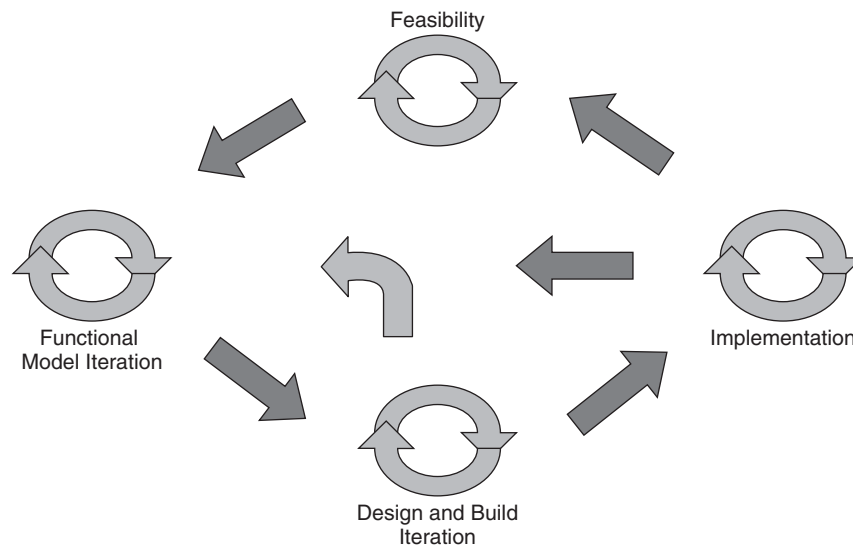 Feasibility
Functional
Model Iteration
Implementation
Design and Build
Iteration